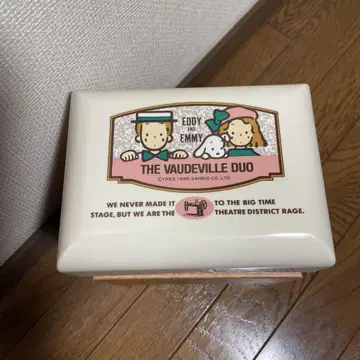 EDDY
AND
EMMY
THE VAUDEVILLE DUO
©1983, 1985 SANRIO CO., LTD.
WE NEVER MADE IT TO THE BIG TIME
STAGE, BUT WE ARE THE THEATRE DISTRICT RAGE.